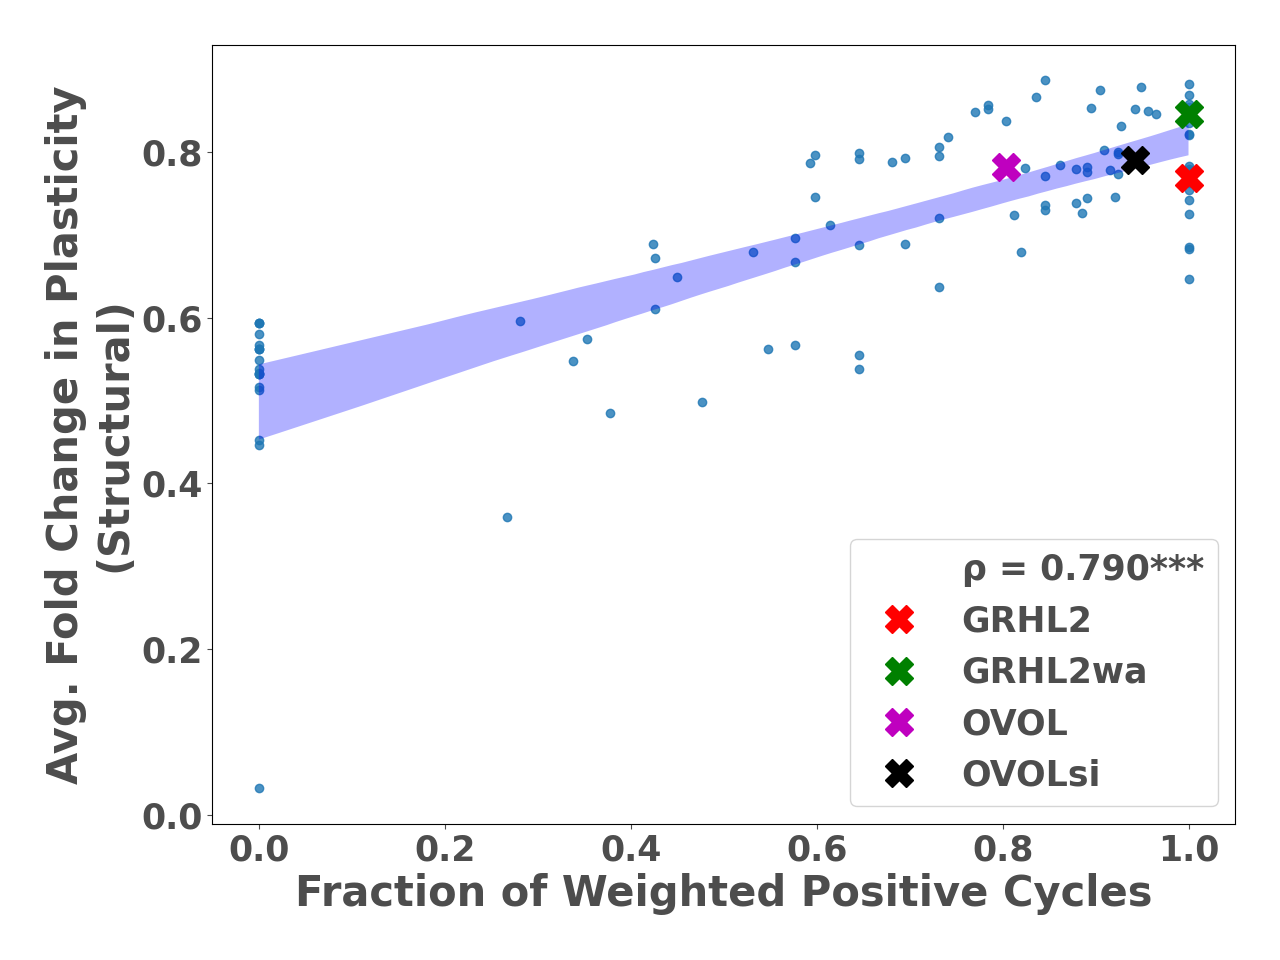 Avg. Fold Change in Plasticity
(Structural)
0.8
0.6
0.4
0.2
0.0
ρ = 0.790***
GRHL2
GRHL2wa
OVOL
OVOLsi
0.0 0.2 0.4 0.6 0.8 1.0
Fraction of Weighted Positive Cycles